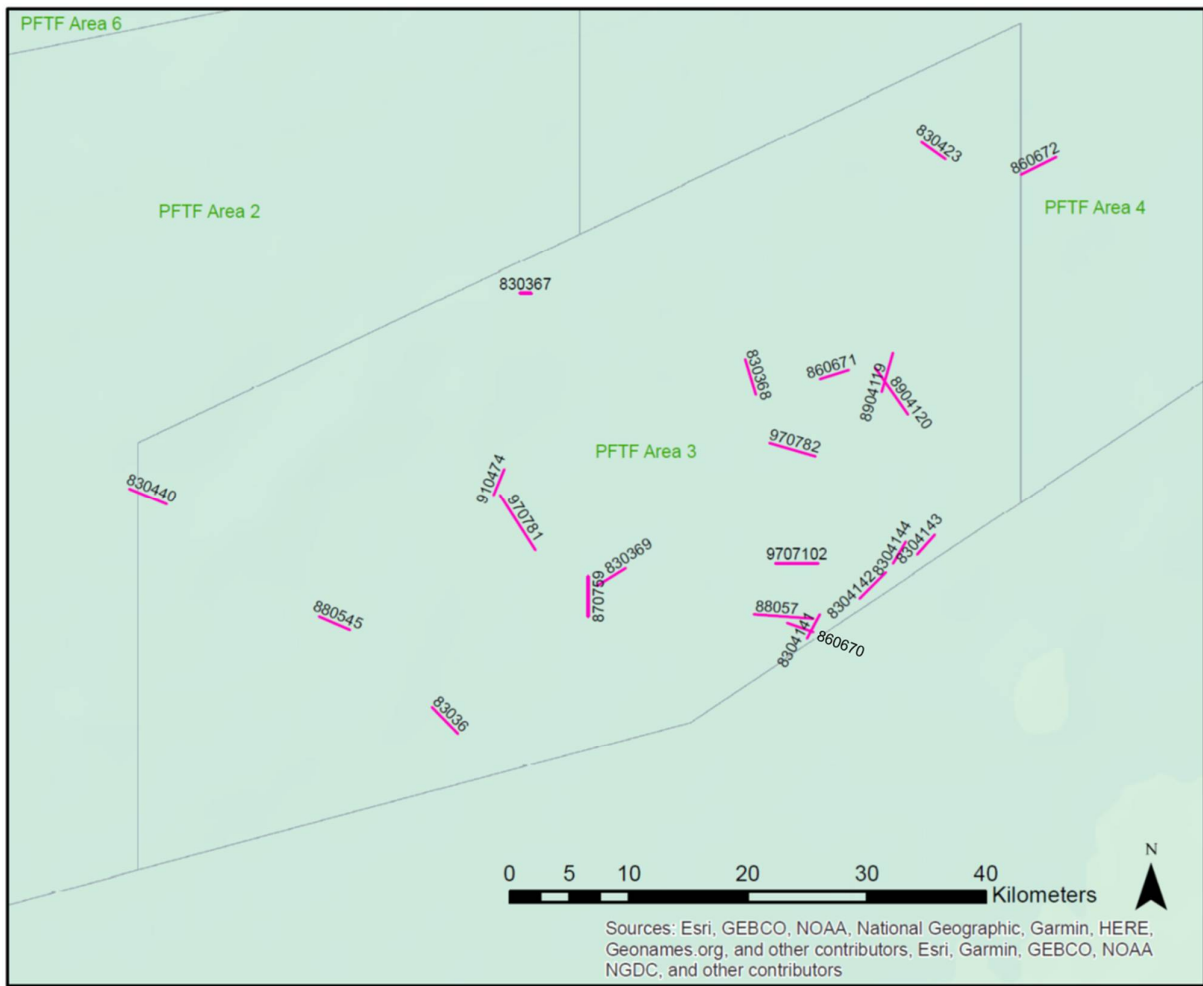 PFTF Area 6
830423
860672
PFTF Area 2
PFTF Area 4
830367
830368
860671
8904119
8904120
970782
PFTF Area 3
910474
830440
970781
830369
9707102
8304144
8304143
870759
8304142
880545
88057
8304141
860670
83036
N
0 5 10 20 30 40
Kilometers
Sources: Esri, GEBCO, NOAA, National Geographic, Garmin, HERE,
Geonames.org, and other contributors, Esri, Garmin, GEBCO, NOAA
NGDC, and other contributors